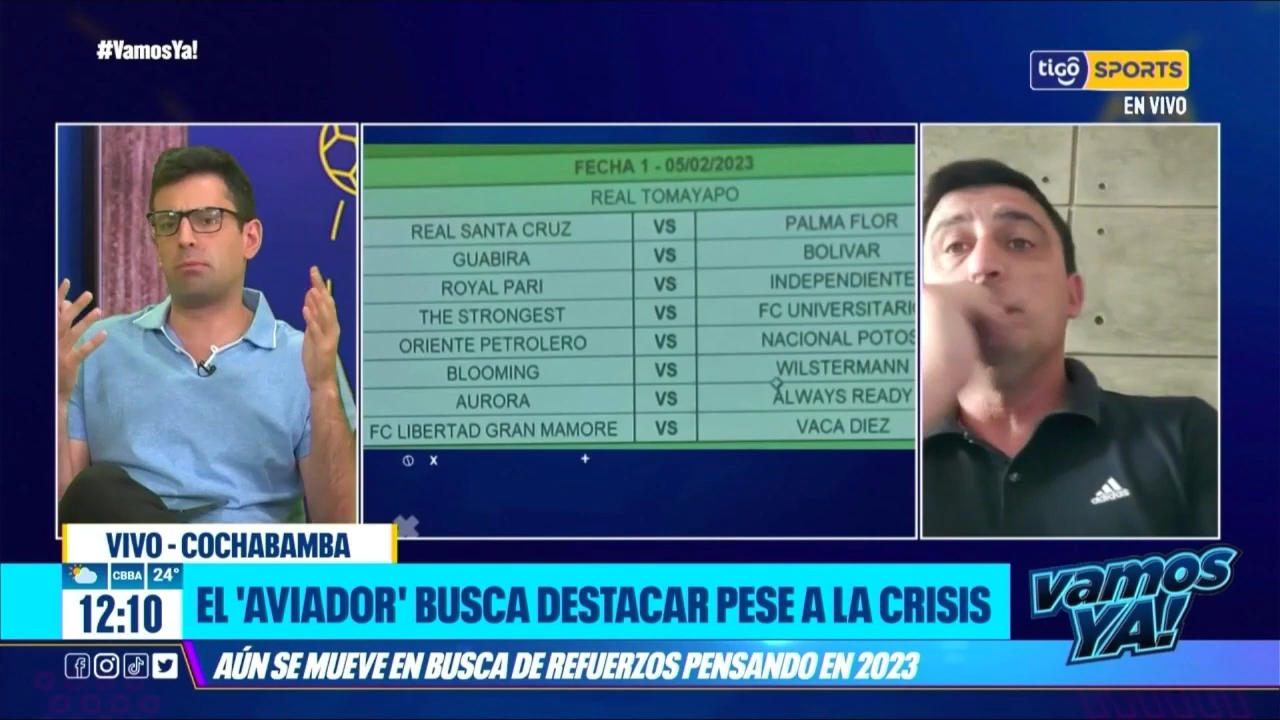 #VamosYa!
tigo SPORTS
EN VIVO
FECHA 1 - 05/02/2023
REAL TOMAYAPO
REAL SANTA CRUZ VS PALMA FLOR
GUABIRA VS BOLIVAR
ROYAL PARI VS INDEPENDIENTE
THE STRONGEST VS FC UNIVERSITARI
ORIENTE PETROLERO VS NACIONAL POTOS
BLOOMING VS WILSTERMANN
AURORA VS ALWAYS READY
FC LIBERTAD GRAN MAMORE VS VACA DIEZ
adidas
VIVO - COCHABAMBA
CBBA 24°
12:10
EL 'AVIADOR' BUSCA DESTACAR PESE A LA CRISIS
VAMOS YA!
AÚN SE MUEVE EN BUSCA DE REFUERZOS PENSANDO EN 2023